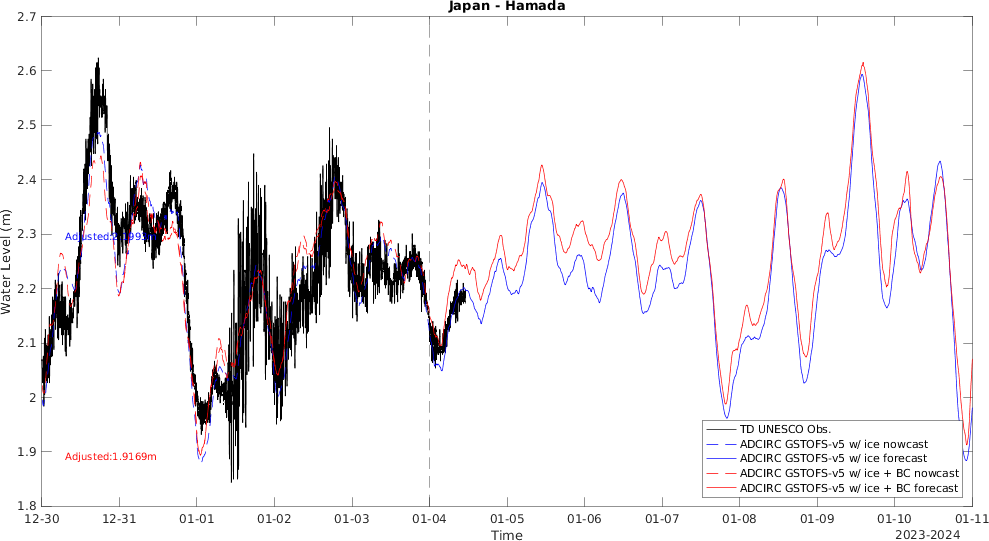 Japan - Hamada
2.7
2.6
2.5
2.4
2.3
2.2
2.1
2
1.9
1.8
Water Level (m)
Adjusted:1.9169m
TD UNESCO Obs.
ADCIRC GSTOFS-v5 w/ ice nowcast
ADCIRC GSTOFS-v5 w/ ice forecast
ADCIRC GSTOFS-v5 w/ ice + BC nowcast
ADCIRC GSTOFS-v5 w/ ice + BC forecast
12-30 12-31 01-01 01-02 01-03 01-04 01-05 01-06 01-07 01-08 01-09 01-10 01-11
Time
2023-2024